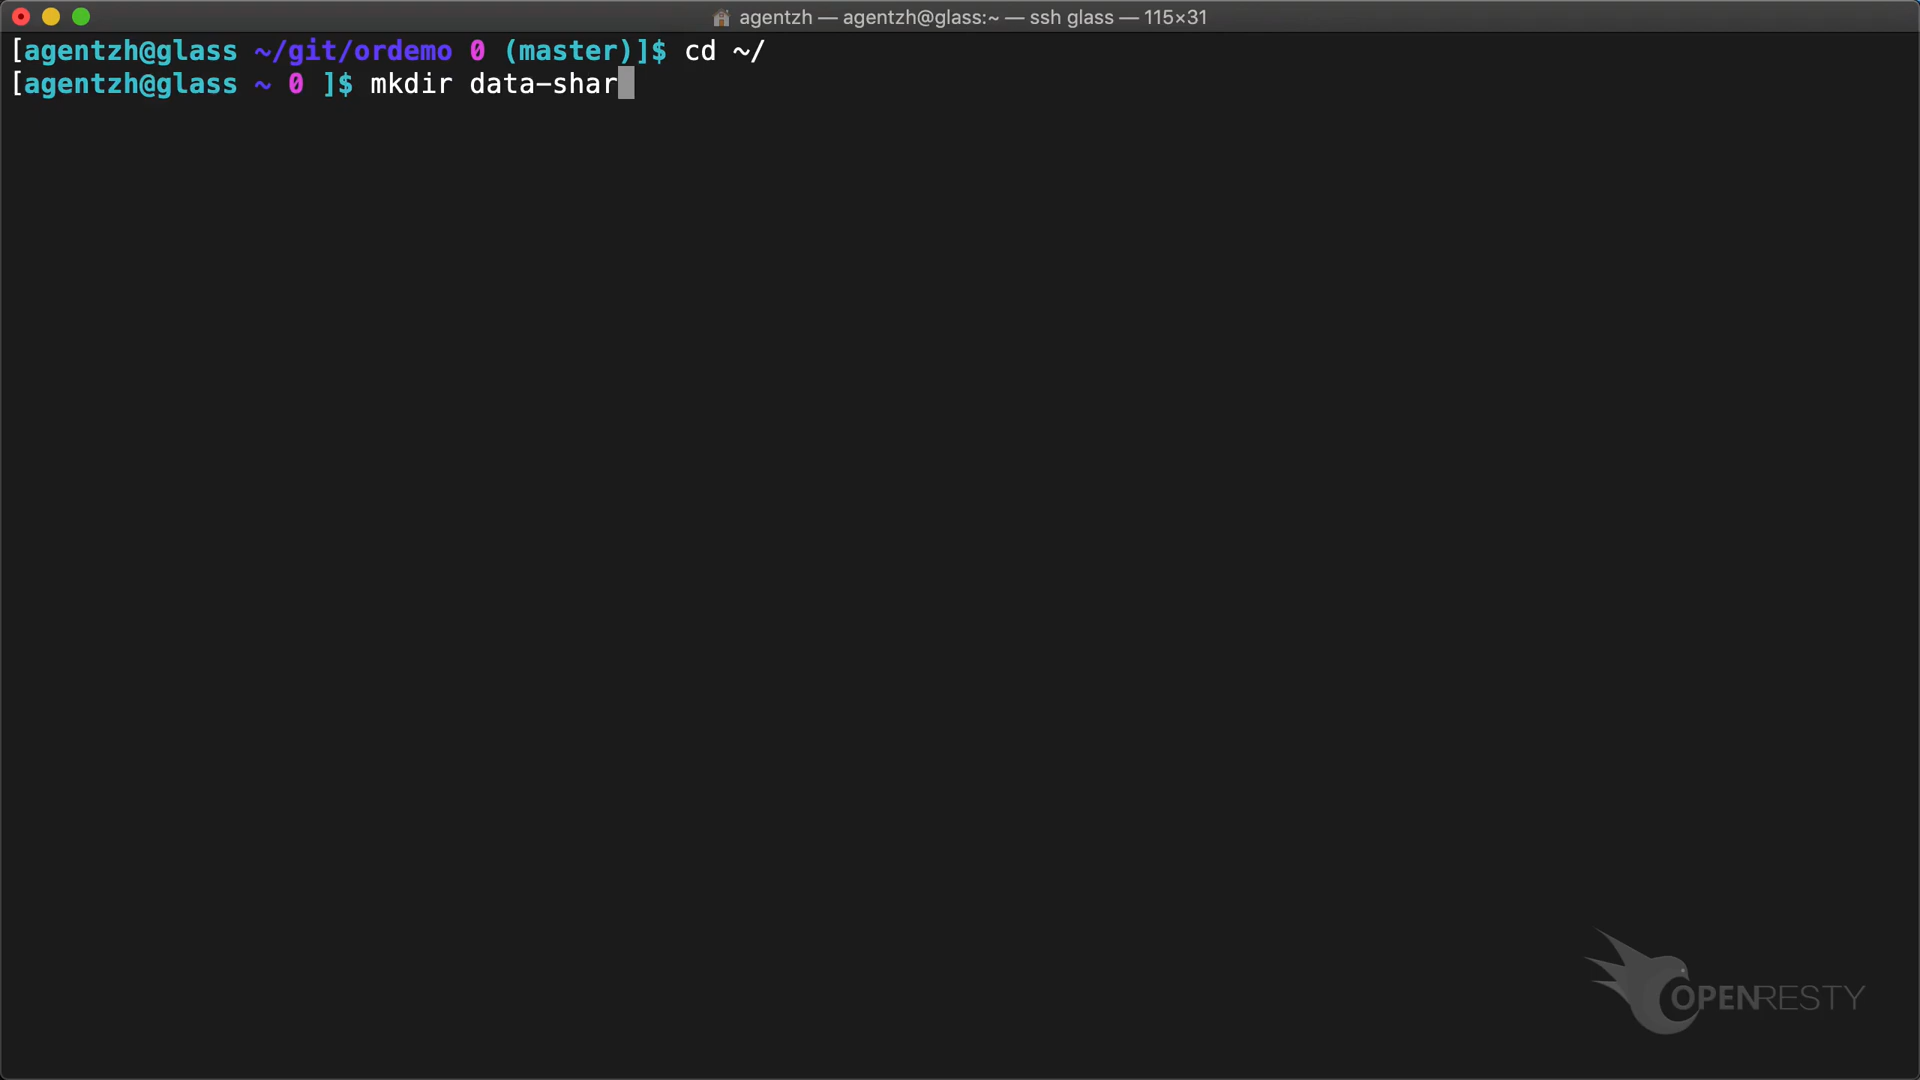 agentzh — agentzh@glass:~ — ssh glass — 115×31
[agentzh@glass ~/git/ordemo 0 (master)]$ cd ~/
[agentzh@glass ~ 0 ]$ mkdir data-shar
OPENRESTY